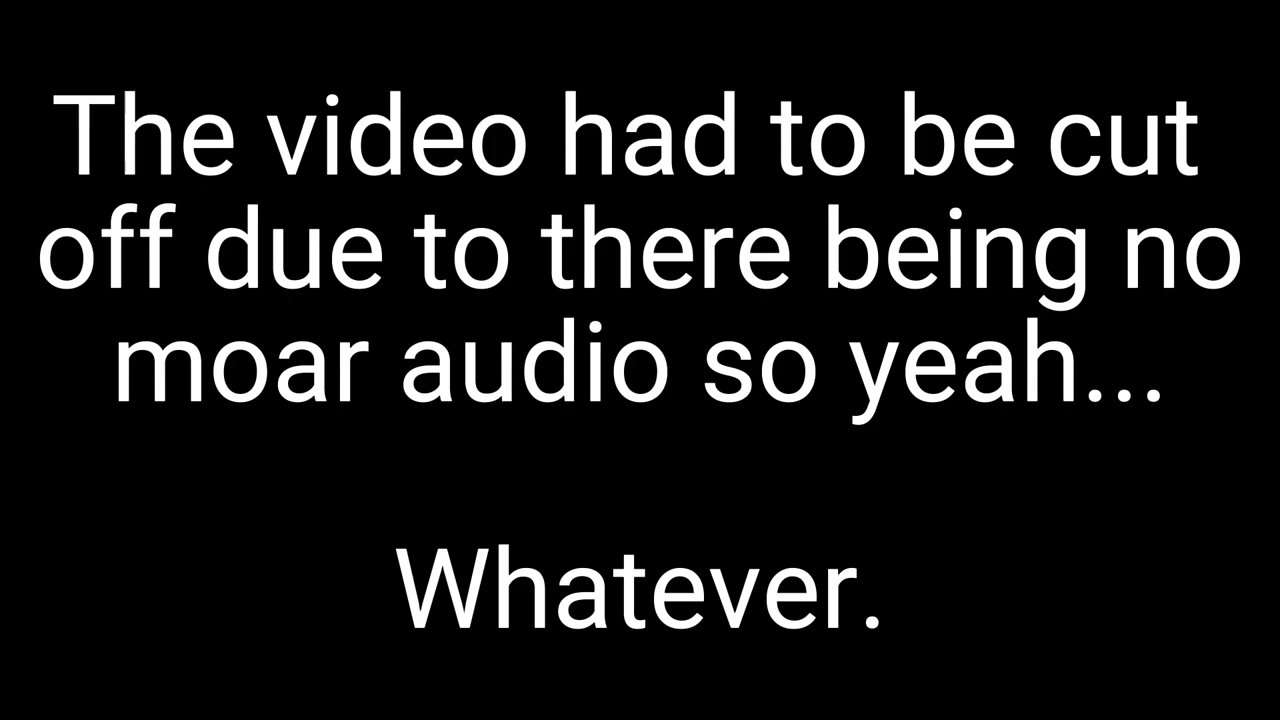 The video had to be cut
off due to there being no
moar audio so yeah...
Whatever.